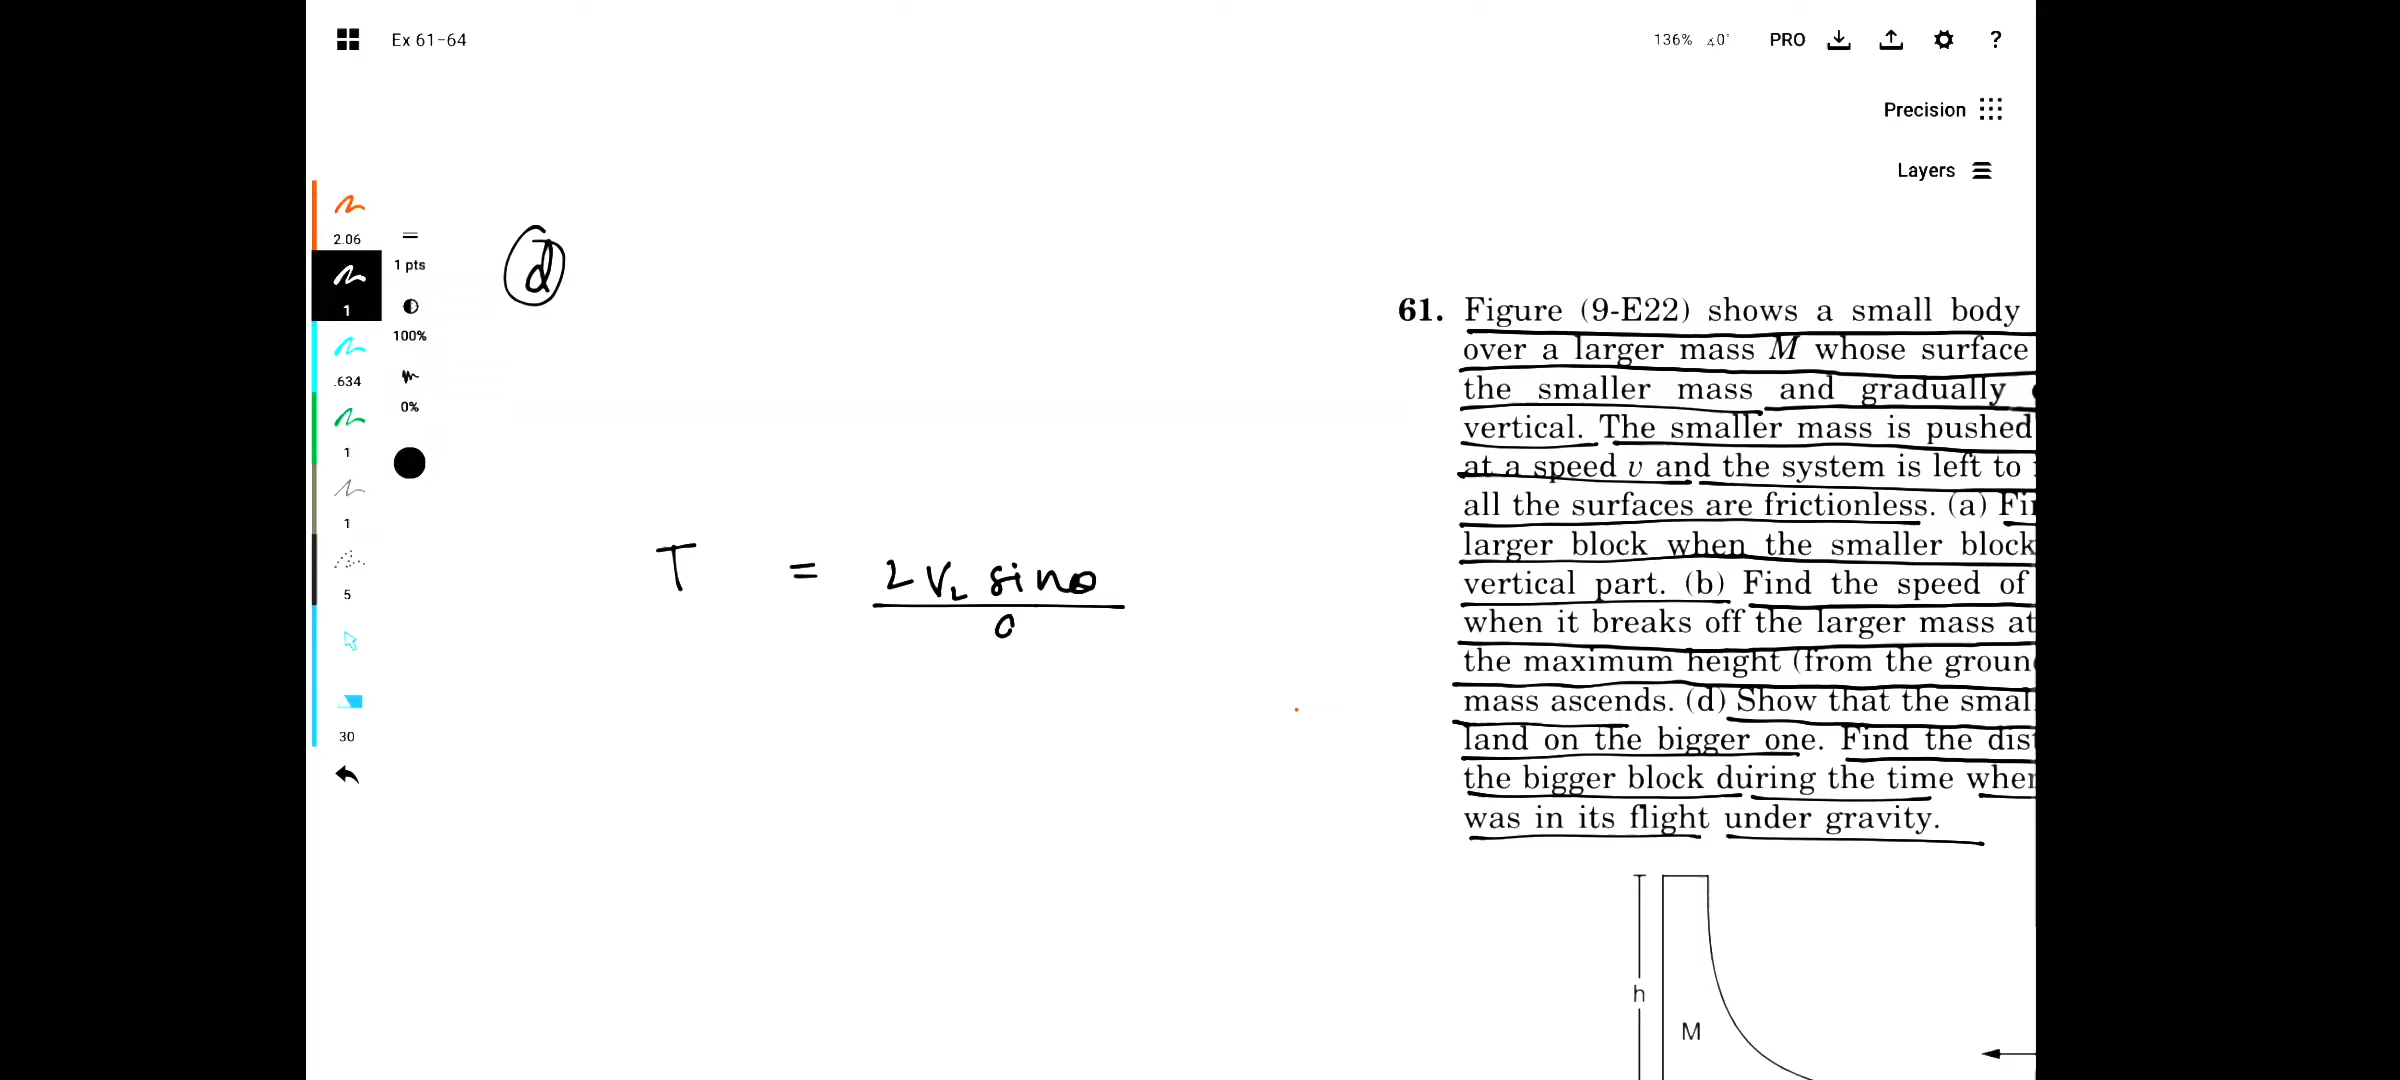 Ex 61-64
136% 40°
PRO
?
Precision
Layers
2.06
1 pts
1
100%
.634
0%
1
1
5
30
d
T = 2 V₂ sinθ
61. Figure (9-E22) shows a small body
over a larger mass M whose surface
the smaller mass and gradually
vertical. The smaller mass is pushed
at a speed v and the system is left to
all the surfaces are frictionless. (a)
larger block when the smaller block
vertical part. (b) Find the speed of
when it breaks off the larger mass at
the maximum height (from the
mass ascends. (d) Show that the
land on the bigger one. Find the
the bigger block during the time
was in its flight under gravity.
h
M